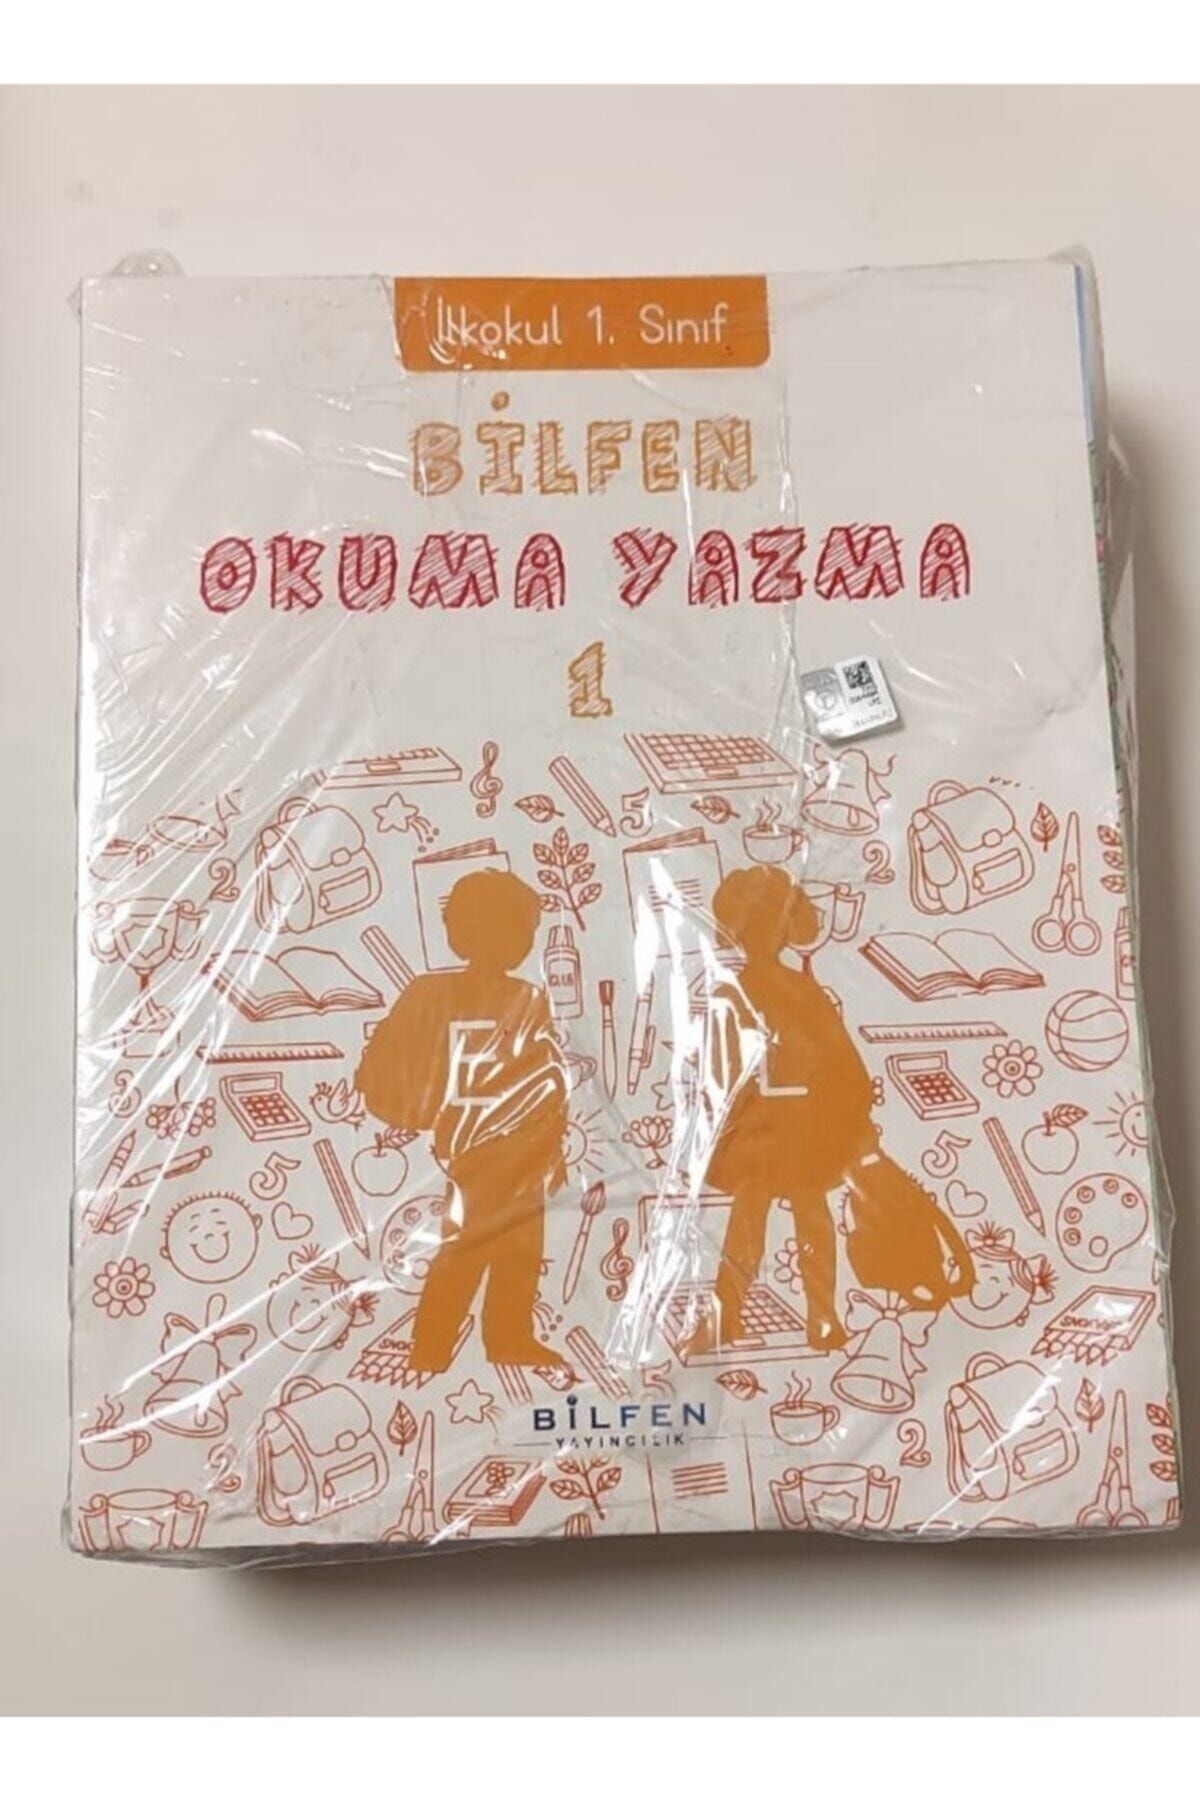 İlkokul 1. Sınıf
BİLFEN
OKUMA YAZMA
1
E L
BİLFEN
YAYINCILIK